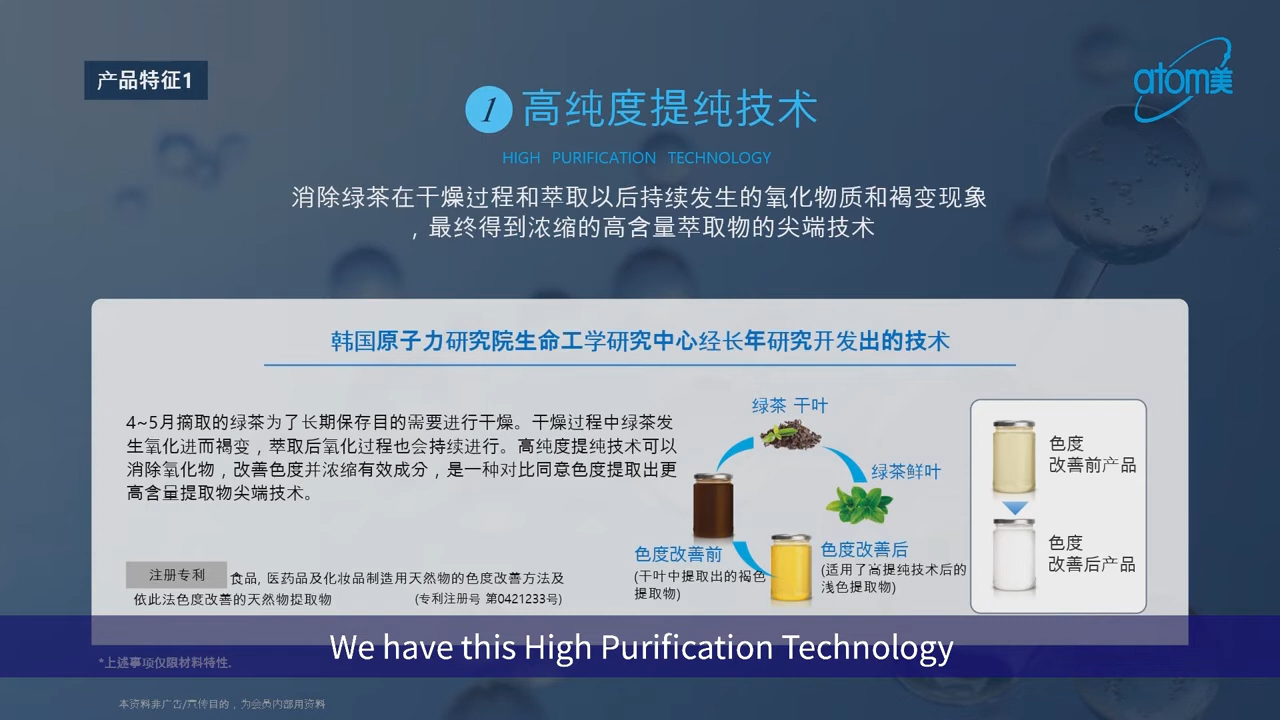 产品特征1
atom美
1 高纯度提纯技术
HIGH PURIFICATION TECHNOLOGY
消除绿茶在干燥过程和萃取以后持续发生的氧化物质和褐变现象
，最终得到浓缩的高含量萃取物的尖端技术
韩国原子力研究院生命工学研究中心经长年研究开发出的技术
4~5月摘取的绿茶为了长期保存目的需要进行干燥。干燥过程中绿茶发
生氧化进而褐变，萃取后氧化过程也会持续进行。高纯度提纯技术可以
消除氧化物，改善色度并浓缩有效成分，是一种对比同意色度提取出更
高含量提取物尖端技术。
注册专利 食品, 医药品及化妆品制造用天然物的色度改善方法及
依此法色度改善的天然物提取物 (专利注册号 第0421233号)
绿茶 干叶
绿茶鲜叶
色度改善前
(干叶中提取出的褐色
提取物)
色度改善后
(适用了高提纯技术后的
浅色提取物)
色度
改善前产品
色度
改善后产品
We have this High Purification Technology
*上述事项仅限材料特性.
本资料非广告/宣传目的，为会员内部用资料